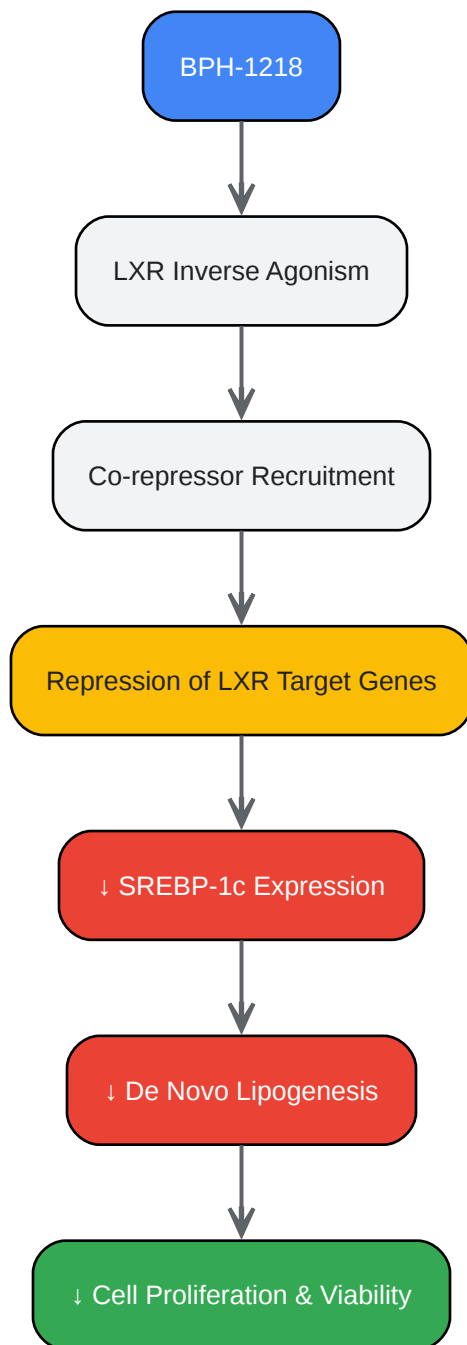 BPH-1218
LXR Inverse Agonism
Co-repressor Recruitment
Repression of LXR Target Genes
↓ SREBP-1c Expression
↓ De Novo Lipogenesis
↓ Cell Proliferation & Viability